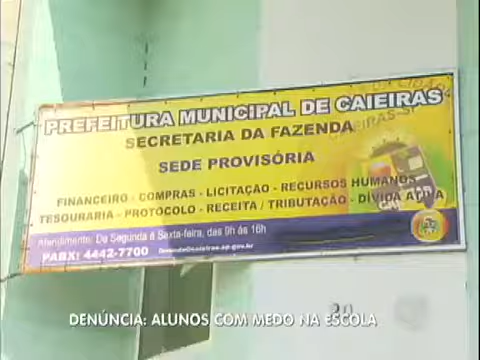 PREFEITURA MUNICIPAL DE CAIEIRAS
SECRETARIA DA FAZENDA
SEDE PROVISÓRIA
FINANCEIRO - COMPRAS - LICITAÇÃO - RECURSOS HUMANOS
TESOURARIA - PROTOCOLO - RECEITA / TRIBUTAÇÃO - DÍVIDA ATIVA
Atendimento: De Segunda à Sexta-feira, das 9h às 16h
PABX: 4442-7700
CAIEIRAS-SP
DENÚNCIA: ALUNOS COM MEDO NA ESCOLA